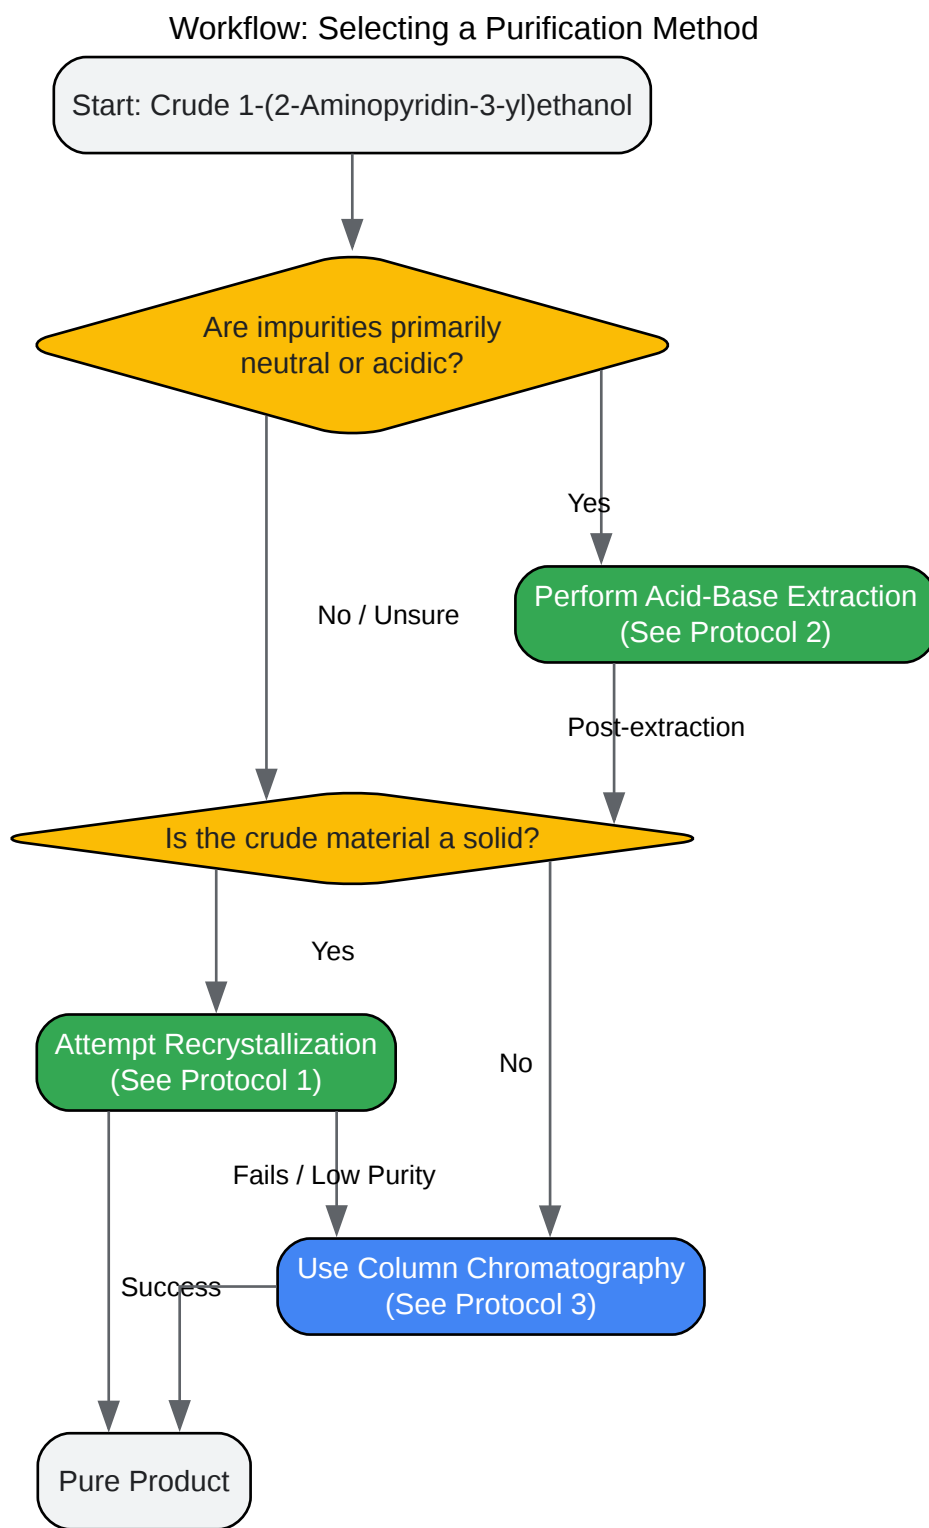 Workflow: Selecting a Purification Method
Start: Crude 1-(2-Aminopyridin-3-yl)ethanol
Are impurities primarily
neutral or acidic?
Yes
Perform Acid-Base Extraction
(See Protocol 2)
No / Unsure
Post-extraction
Is the crude material a solid?
Yes
Attempt Recrystallization
(See Protocol 1)
No
Fails / Low Purity
Use Column Chromatography
(See Protocol 3)
Success
Pure Product